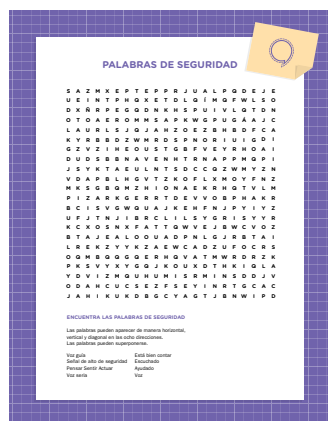 PALABRAS DE SEGURIDAD
S A Z M X E P T E P P R J U A L P Q D E J E
U E I N T P H Q X E T D L Q Í M Q F W L S O
D X Ñ R P E G Q D N K H S P U I V L Q T D N
O T O A E R O M M S A P K W G P U G Á A J C
L A U R L S J Q J A H Z O E Z B H B D F C A
K Y R B B D Z W M R D S P N O R I U I G D I
G Z V Z I H E O U S T G B F V E Y R H O A I
D U D S B B N A V E N H T R N A P P M Q P I
J S Y K T A E U L N T S D C C Q Z W M Y Z N
V D A P B L H G V T Z K O F L X M O Y F N Z
M K S G B Q M Z H I O N A E K R H Q T V L M
P I Z A R K G E R R T D E V V O B P H A K R
B C I S V G W Q U A J K E H F N J P Y I Y Z
U F J T N J I B R C L I L S Y G R I S Y Y R
K C X O S N X F A T T Q W V E J B W C V O Z
B T A J E A L O O U A D P N L G J R B T A I
L R E K Z Y Y K Z A E W C A D Z U F O C R S
O Q M B Q Q G Q E R H Q V A T M W R D R Z K
P K S V Y X Y G Q J K O U X D T H K I Q L A
Y D V I Z M Q U H U M I S R M I N S D D J V
O D A H C U C S E Z F S E Y I N R T G C A C
J A H I K U K D B G C Y A G T J B N W I P D
ENCUENTRA LAS PALABRAS DE SEGURIDAD
Las palabras pueden aparecer de manera horizontal,
vertical y diagonal en las ocho direcciones.
Las palabras pueden superponerse.
Voz guía
Señal de alto de seguridad
Pensar Sentir Actuar
Voz seria
Está bien contar
Escuchado
Ayudado
Voz